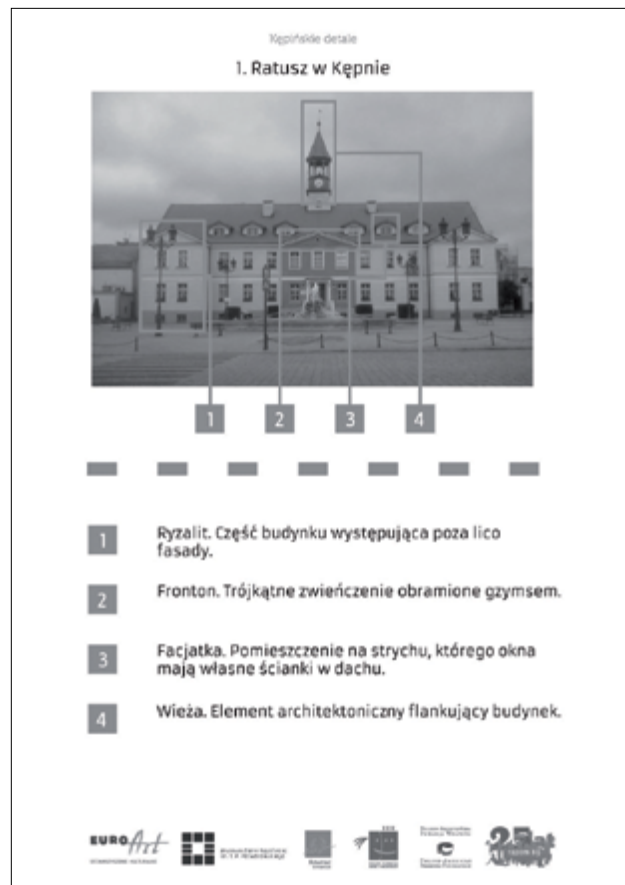 Kępińskie detale
1. Ratusz w Kępnie
1
2
3
4
1
Ryzalit. Część budynku występująca poza lico
fasady.
2
Fronton. Trójkątne zwieńczenie obramione gzymsem.
3
Facjatka. Pomieszczenie na strychu, którego okna
mają własne ścianki w dachu.
4
Wieża. Element architektoniczny flankujący budynek.
EURO Art
25 lat